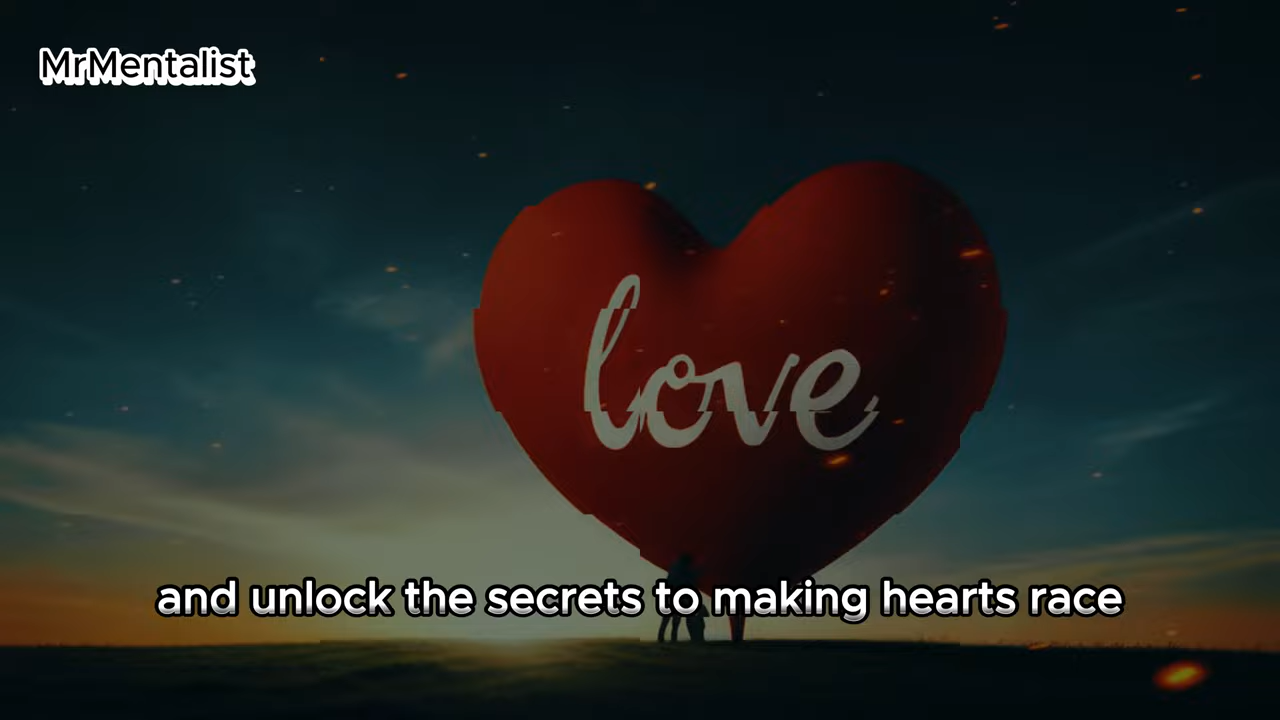 MrMentalist
love
and unlock the secrets to making hearts race